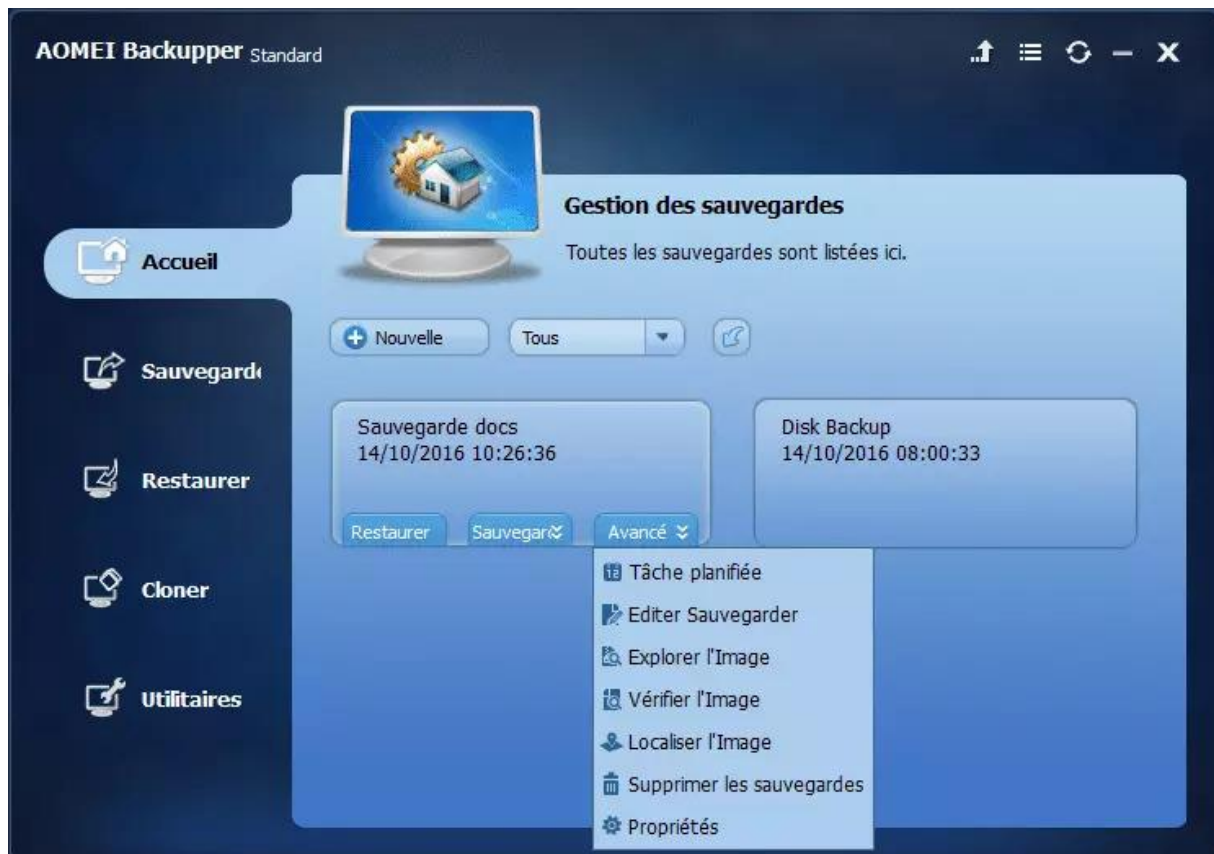 AOMEI Backupper Standard
Gestion des sauvegardes
Toutes les sauvegardes sont listées ici.
Accueil
Nouvelle
Tous
Sauvegard
Sauvegarde docs
14/10/2016 10:26:36
Disk Backup
14/10/2016 08:00:33
Restaurer
Restaurer
Sauvegard
Avancé
Tâche planifiée
Editer Sauvegarder
Cloner
Explorer l'Image
Vérifier l'Image
Utilitaires
Localiser l'Image
Supprimer les sauvegardes
Propriétés